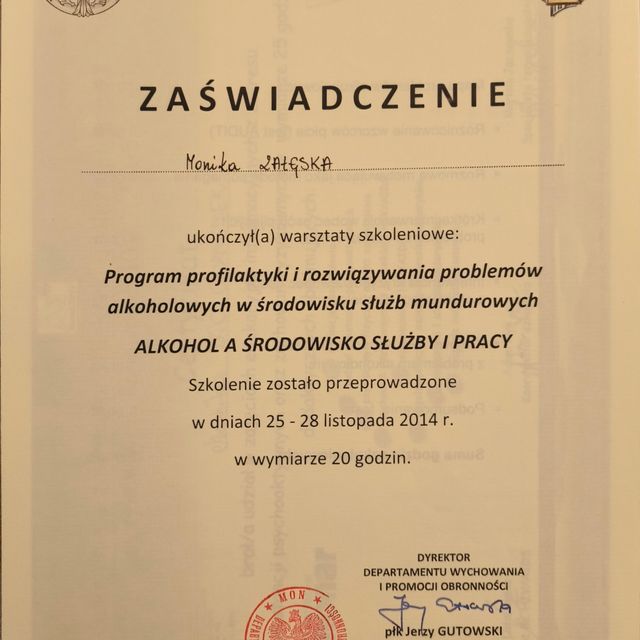 ZAŚWIADCZENIE
Monika ZAŁĘSKA
ukończył(a) warsztaty szkoleniowe:
Program profilaktyki i rozwiązywania problemów
alkoholowych w środowisku służb mundurowych
ALKOHOL A ŚRODOWISKO SŁUŻBY I PRACY
Szkolenie zostało przeprowadzone
w dniach 25 - 28 listopada 2014 r.
w wymiarze 20 godzin.
DYREKTOR
DEPARTAMENTU WYCHOWANIA
I PROMOCJI OBRONNOŚCI
płk Jerzy GUTOWSKI
MON